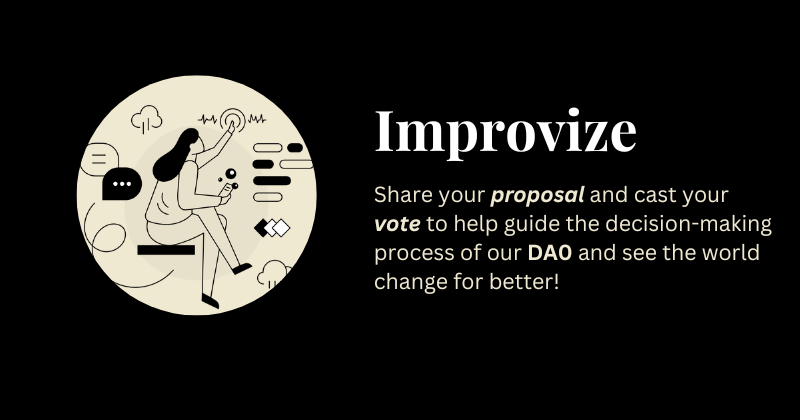 Improvize
Share your proposal and cast your
vote to help guide the decision-making
process of our DA0 and see the world
change for better!